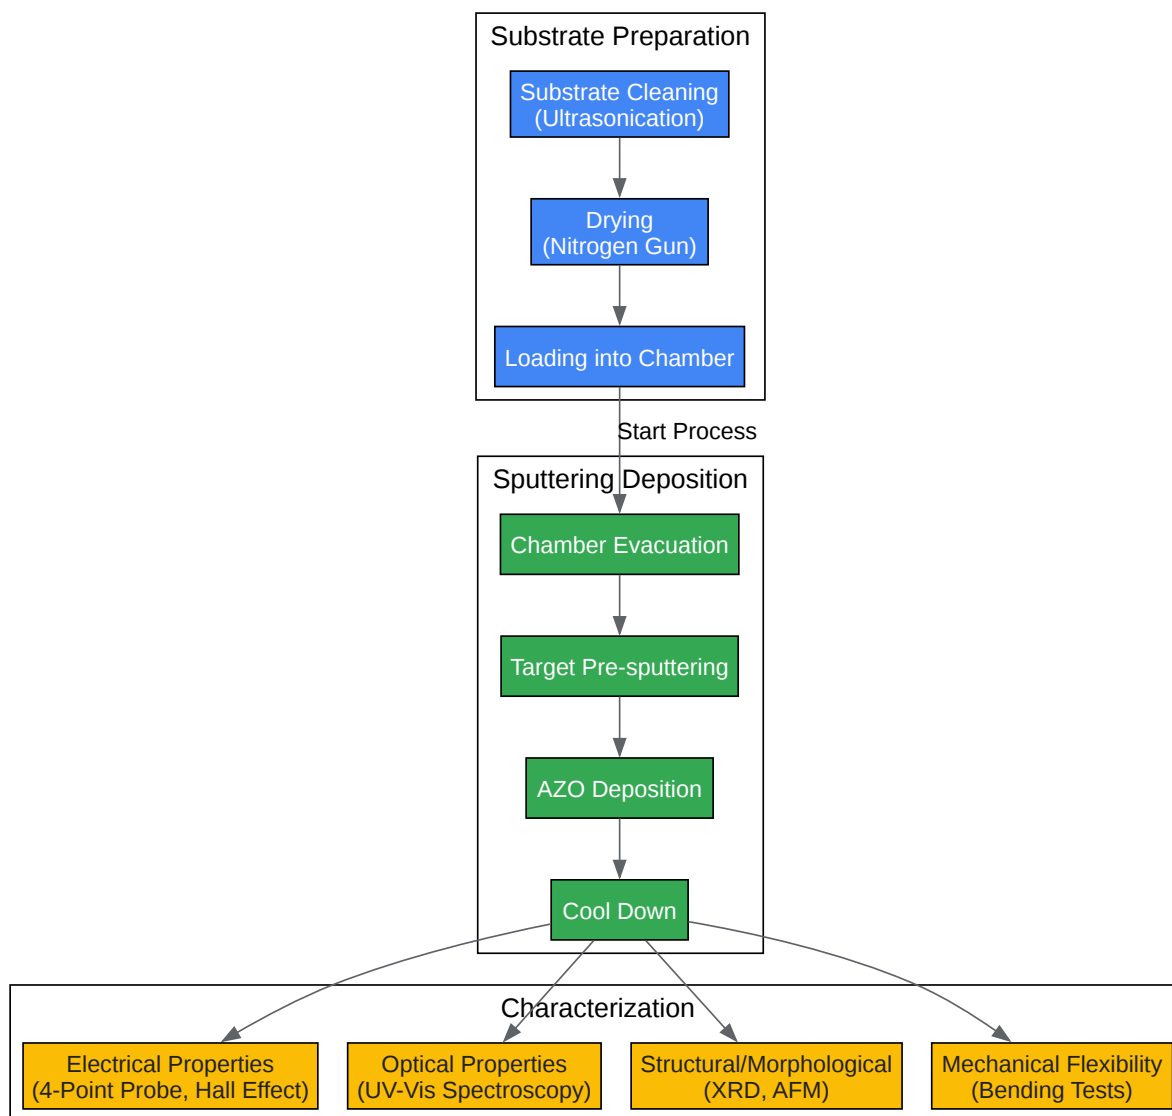 Substrate Preparation
Substrate Cleaning
(Ultrasonication)
Drying
(Nitrogen Gun)
Loading into Chamber
Start Process
Sputtering Deposition
Chamber Evacuation
Target Pre-sputtering
AZO Deposition
Cool Down
Characterization
Electrical Properties
(4-Point Probe, Hall Effect)
Optical Properties
(UV-Vis Spectroscopy)
Structural/Morphological
(XRD, AFM)
Mechanical Flexibility
(Bending Tests)